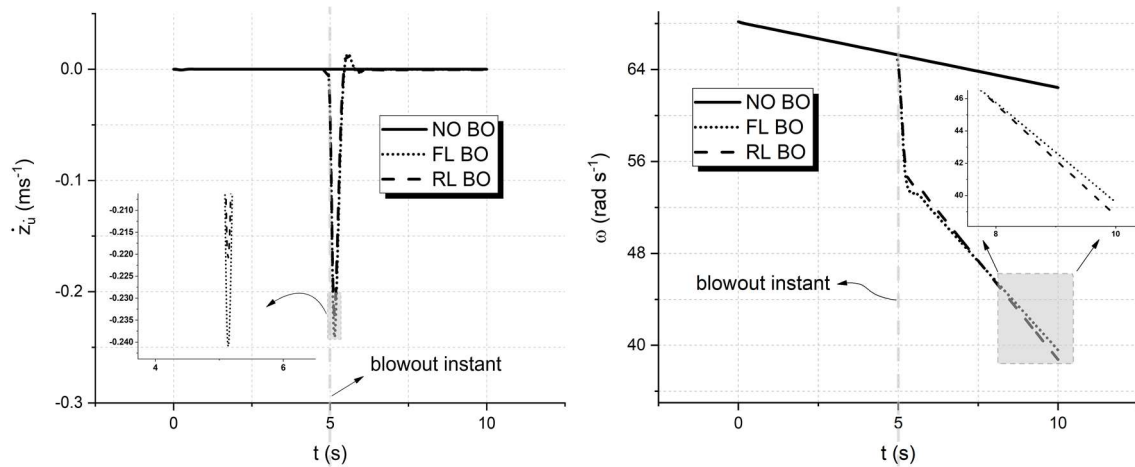 0.0
-0.1
-0.2
-0.3
żᵤ (ms⁻¹)
NO BO
FL BO
RL BO
-0.210
-0.215
-0.220
-0.225
-0.230
-0.235
-0.240
4 6
blowout instant
0 5 10
t (s)
64
56
48
40
ω (rad s⁻¹)
NO BO
FL BO
RL BO
46
44
42
40
39
8 9 10
blowout instant
0 5 10
t (s)